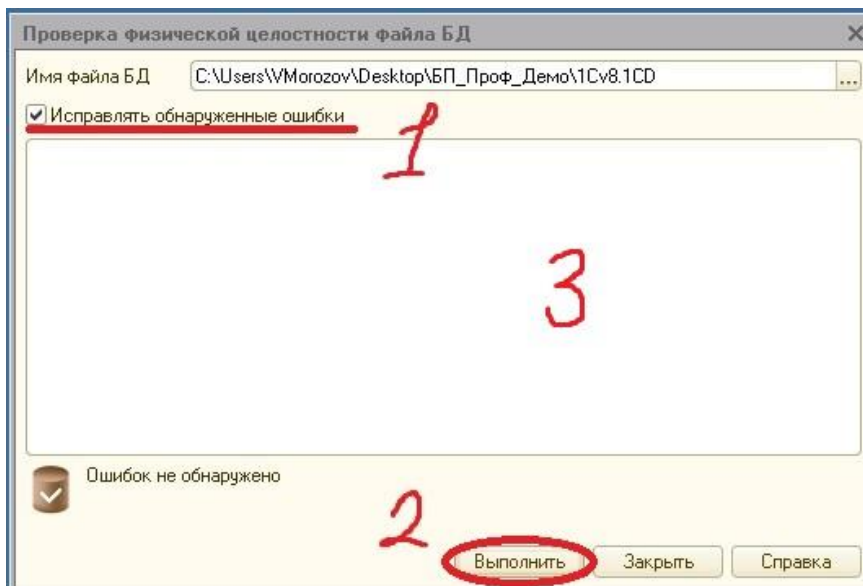 Проверка физической целостности файла БД
Имя файла БД C:\Users\VMorozov\Desktop\БП_Проф_Демо\1Cv8.1CD ...
Исправлять обнаруженные ошибки
1
3
Ошибок не обнаружено
2
Выполнить Закрыть Справка